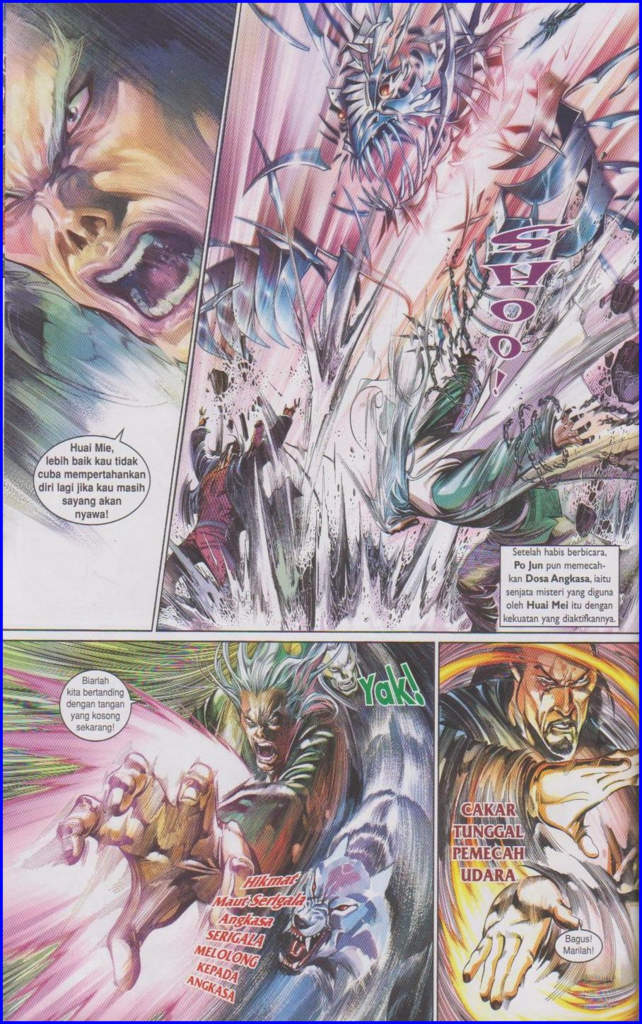 Huai Mie,
lebih baik kau tidak
cuba mempertahankan
diri lagi jika kau masih
sayang akan
nyawa!
SHOO!
Setelah habis berbicara,
Po Jun pun memecah-
kan Dosa Angkasa, iaitu
senjata misteri yang diguna
oleh Huai Mei itu dengan
kekuatan yang diaktifkannya.
Biarlah
kita bertanding
dengan tangan
yang kosong
sekarang!
Yak!
Hikmat
Maut Serigala
Angkasa
SERIGALA
MELOLONG
KEPADA
ANGKASA
CAKAR
TUNGGAL
PEMECAH
UDARA
Bagus!
Marilah!